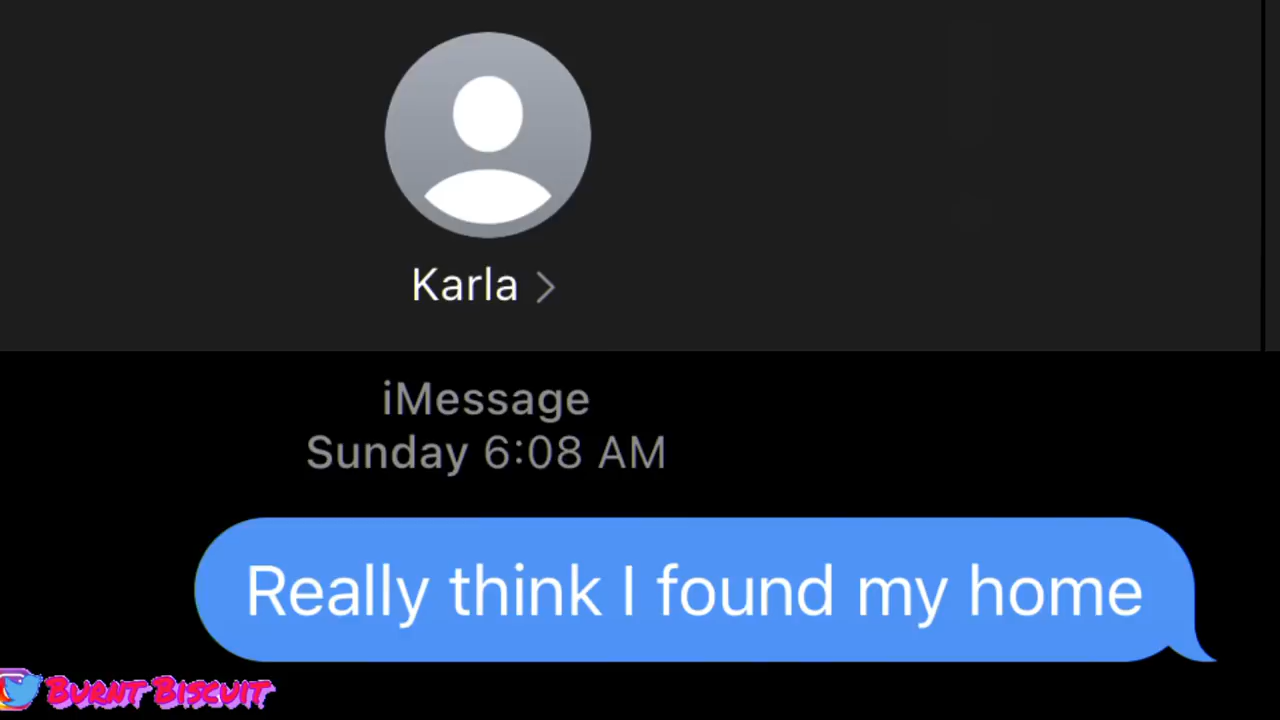 Karla
iMessage
Sunday 6:08 AM
Really think I found my home
Burnt Biscuit